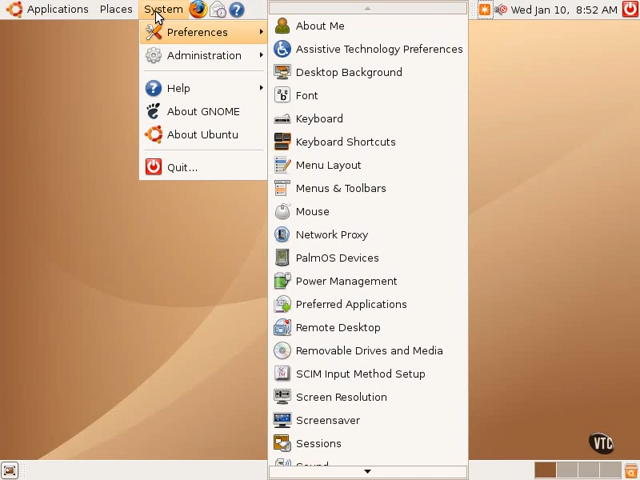 Applications Places System Wed Jan 10, 8:52 AM
Preferences
Administration
Help
About GNOME
About Ubuntu
Quit...
About Me
Assistive Technology Preferences
Desktop Background
Font
Keyboard
Keyboard Shortcuts
Menu Layout
Menus & Toolbars
Mouse
Network Proxy
PalmOS Devices
Power Management
Preferred Applications
Remote Desktop
Removable Drives and Media
SCIM Input Method Setup
Screen Resolution
Screensaver
Sessions
Sound
VTC